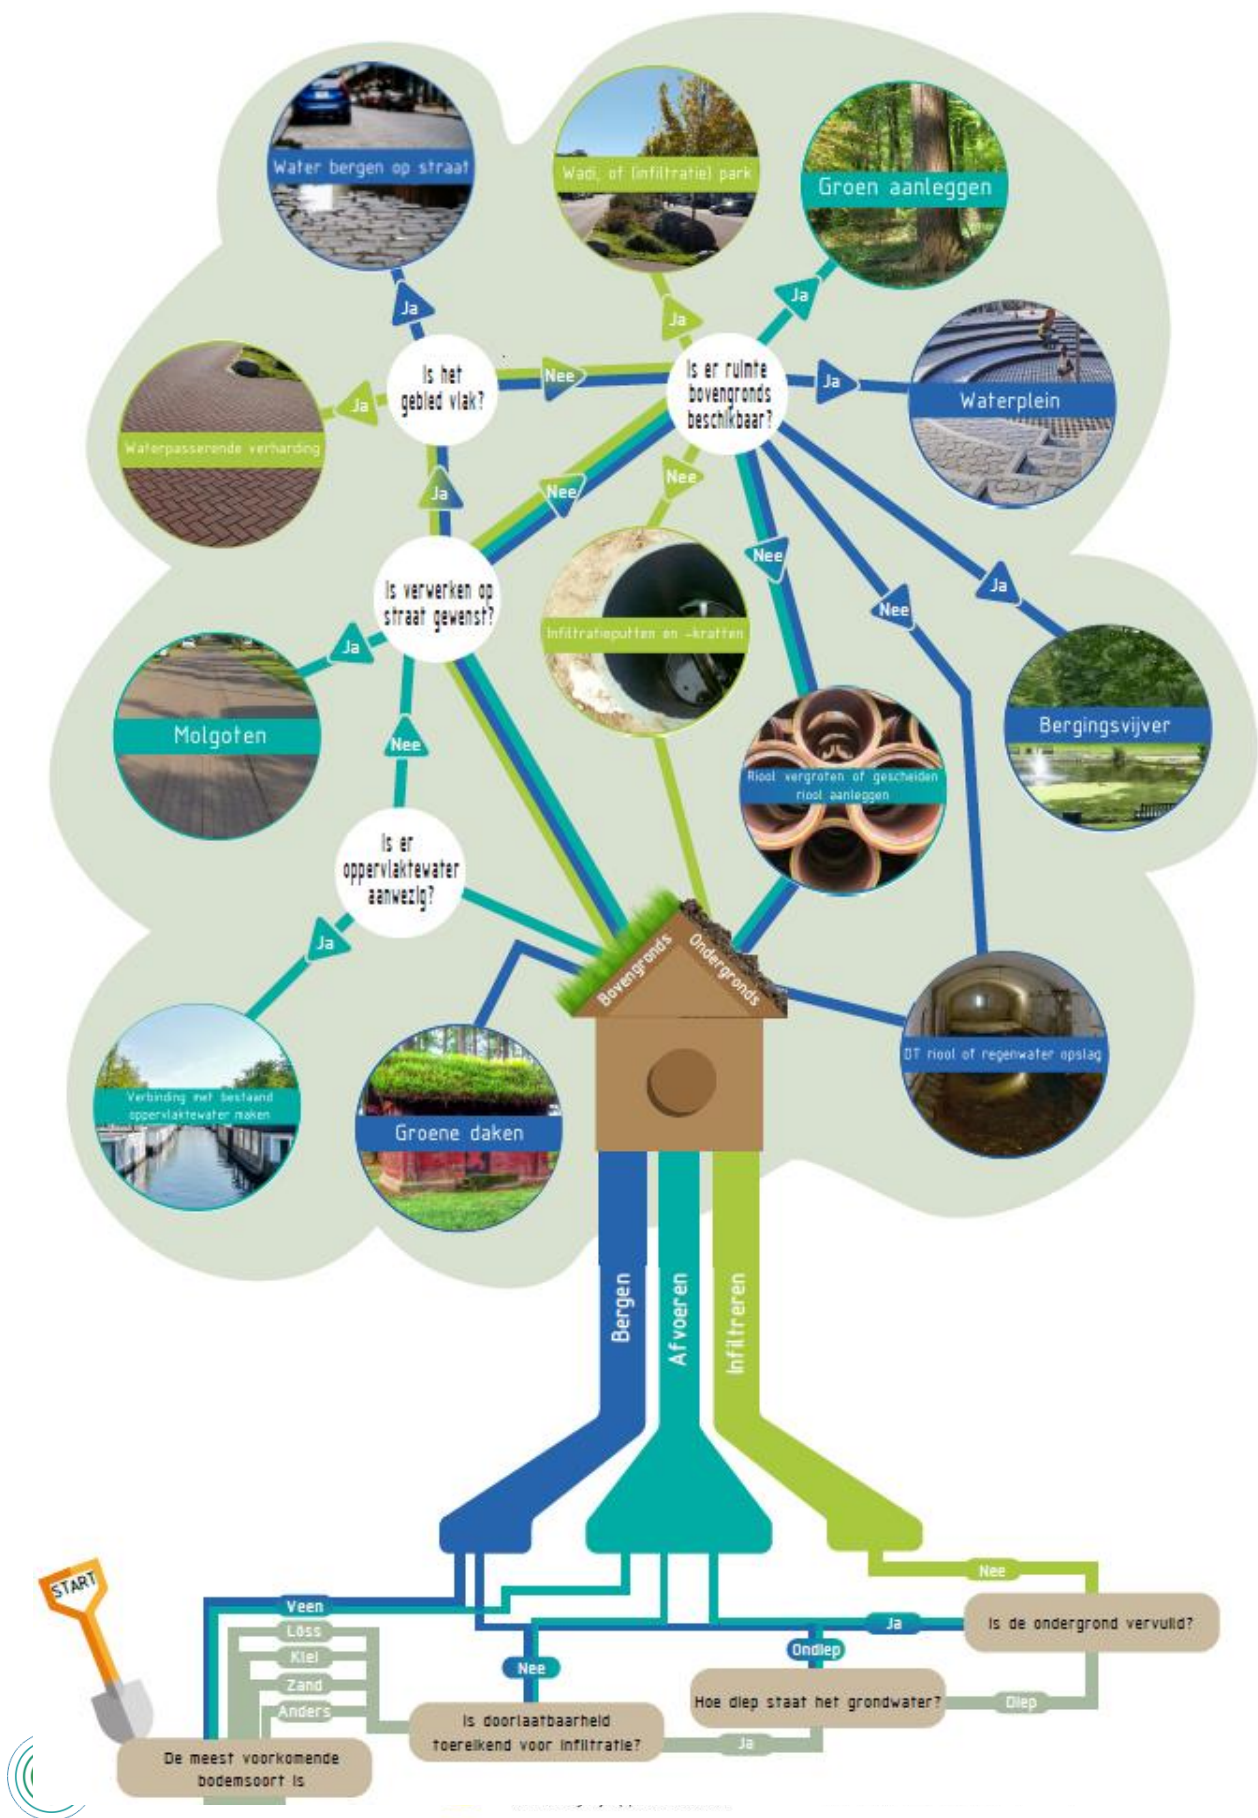 Water bergen op straat
Wadi, of (infiltratie) park
Groen aanleggen
Ja
Ja
Ja
Is het
gebied vlak?
Nee
Is er ruimte
bovengronds
beschikbaar?
Ja
Waterplein
Ja
Waterpasserende verharding
Ja
Nee
Nee
Nee
Ja
Nee
Is verwerken op
straat gewenst?
Infiltratieputten en -kratten
Ja
Molgoten
Nee
Bergingsvijver
Riool vergroten of gescheiden
riool aanleggen
Is er
oppervlaktewater
aanwezig?
Ja
Bovengronds
Ondergronds
DT riool of regenwater opslag
Verbinding met bestaand
oppervlaktewater maken
Groene daken
Bergen
Afvoeren
Infiltreren
START
Nee
Veen
Löss
Klei
Zand
Anders
Nee
Ja
Is de ondergrond vervuild?
Ondiep
Hoe diep staat het grondwater?
Diep
Is doorlaatbaarheid
toereikend voor infiltratie?
Ja
De meest voorkomende
bodemsoort is